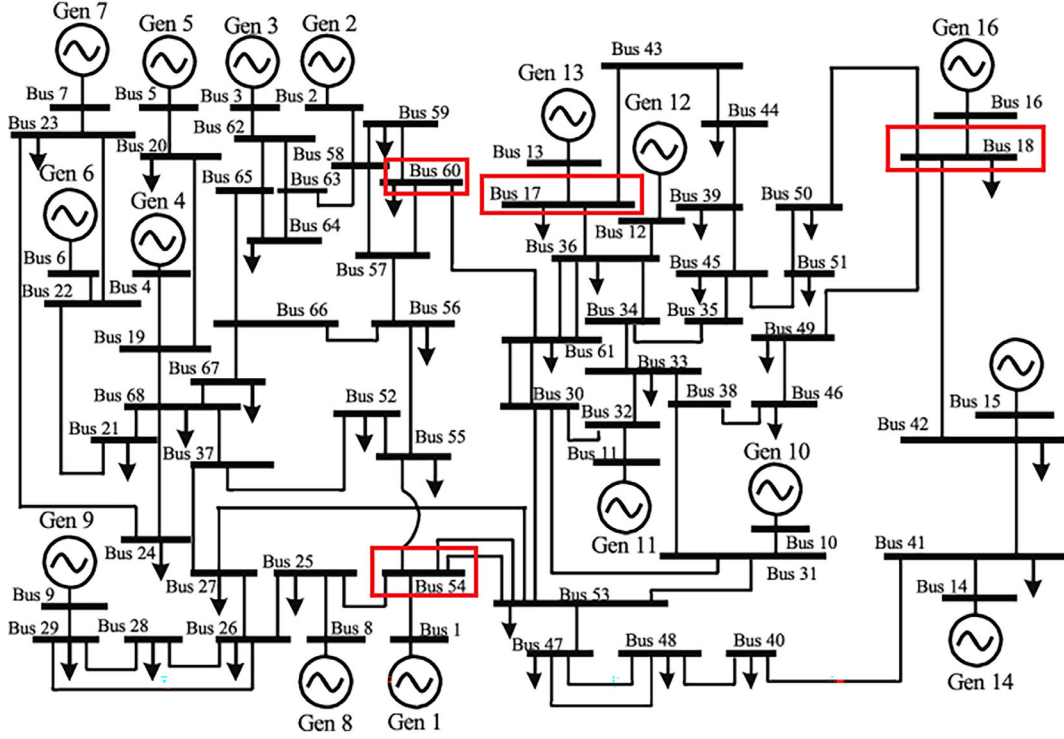 Gen 7
Gen 5
Gen 3
Gen 2
Gen 16
Bus 43
Gen 13
Gen 12
Bus 7
Bus 5
Bus 3
Bus 2
Bus 59
Bus 44
Bus 16
Bus 23
Bus 62
Bus 20
Bus 58
Bus 60
Bus 13
Bus 18
Gen 6
Bus 65
Bus 63
Bus 17
Bus 39
Bus 50
Gen 4
Bus 12
Bus 64
Bus 36
Bus 6
Bus 4
Bus 57
Bus 45
Bus 51
Bus 22
Bus 66
Bus 56
Bus 34
Bus 35
Bus 49
Bus 19
Bus 61
Bus 67
Bus 33
Bus 68
Bus 52
Bus 30
Bus 32
Bus 38
Bus 46
Bus 15
Bus 21
Bus 42
Bus 37
Bus 55
Bus 11
Gen 10
Gen 9
Bus 24
Gen 11
Bus 10
Bus 41
Bus 25
Bus 31
Bus 27
Bus 54
Bus 14
Bus 9
Bus 53
Bus 29
Bus 28
Bus 26
Bus 8
Bus 1
Bus 47
Bus 48
Bus 40
Gen 14
Gen 8
Gen 1